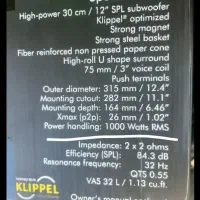 High-power 30 cm / 12" SPL subwoofer
Klippel® optimized
Strong magnet
Strong steel basket
Fiber reinforced non pressed paper cone
High-roll U shape surround
75 mm / 3" voice coil
Push terminals
Outer diameter: 315 mm / 12.4"
Mounting cutout: 282 mm / 11.1"
Mounting depth: 164 mm / 6.46"
Xmax (p2p): 26 mm / 1.02"
Power handling: 1000 Watts RMS
Impedance: 2 x 2 ohms
Efficiency (SPL): 84.3 dB
Resonance frequency: 32 Hz
QTS 0.55
VAS 32 L / 1.13 cu.ft.
KLIPPEL
Owner's manual